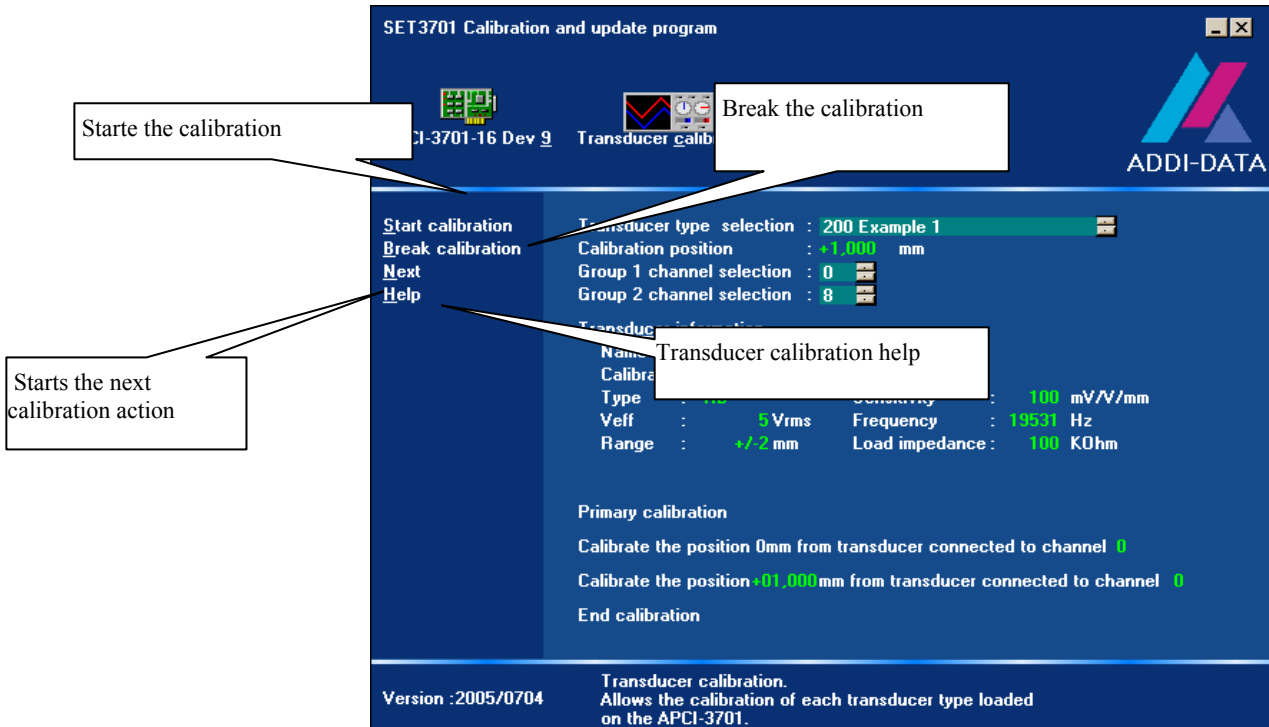 SET3701 Calibration and update program
Starte the calibration
Break the calibration
CI-3701-16 Dev 9 Transducer calib
ADDI-DATA
Start calibration
Break calibration
Next
Help
Transducer type selection : 200 Example 1
Calibration position : +1,000 mm
Group 1 channel selection : 0
Group 2 channel selection : 8
Transducer information
Transducer calibration help
Starts the next
calibration action
Name
Calibra
Type : Sensitivity : 100 mV/V/mm
Veff : 5 Vrms Frequency : 19531 Hz
Range : +/-2 mm Load impedance : 100 KOhm
Primary calibration
Calibrate the position 0mm from transducer connected to channel 0
Calibrate the position +01,000 mm from transducer connected to channel 0
End calibration
Version :2005/0704
Transducer calibration.
Allows the calibration of each transducer type loaded
on the APCI-3701.